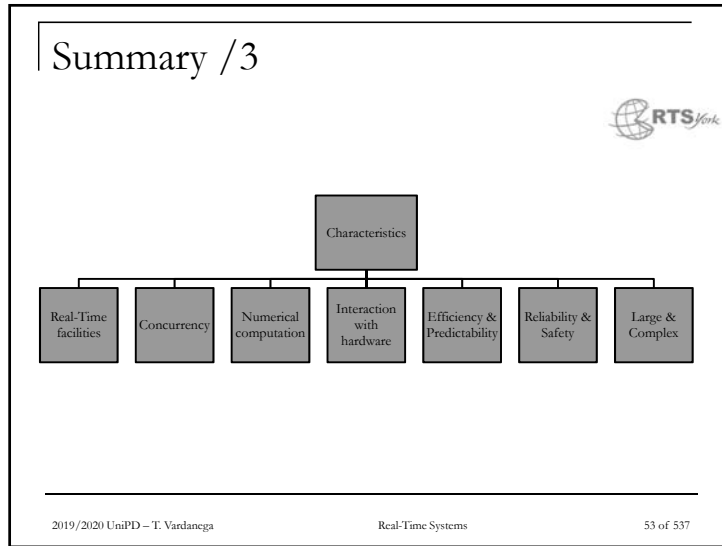 Summary /3
RTS York
Characteristics
Real-Time
facilities
Concurrency
Numerical
computation
Interaction
with
hardware
Efficiency &
Predictability
Reliability &
Safety
Large &
Complex
2019/2020 UniPD – T. Vardanega
Real-Time Systems
53 of 537